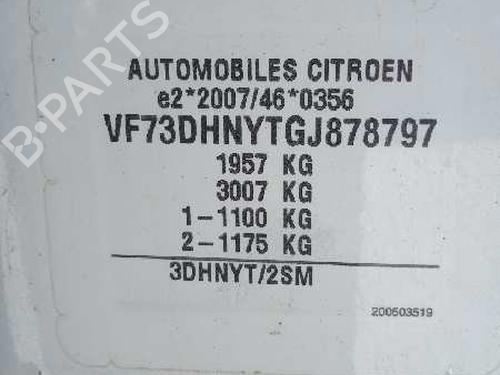 B-PARTS
AUTOMOBILES CITROEN
e2*2007/46*0356
VF73DHNYTGJ878797
1957 KG
3007 KG
1-1100 KG
2-1175 KG
3DHNYT/2SM
200503519